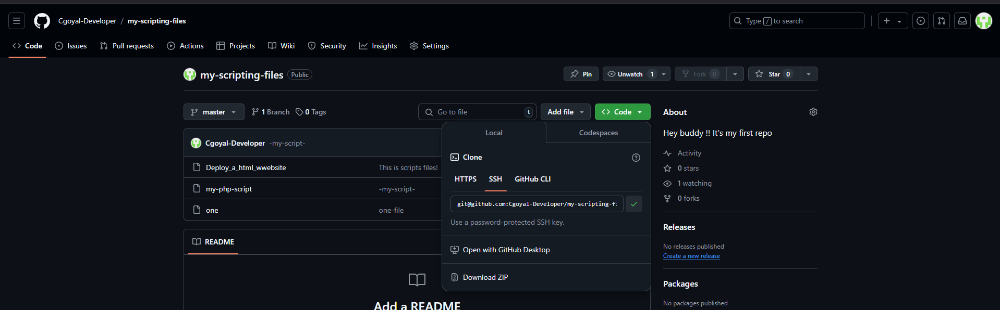 Cgoyal-Developer / my-scripting-files
Type / to search
Code Issues Pull requests Actions Projects Wiki Security Insights Settings
my-scripting-files Public
Pin Unwatch 1 Fork 0 Star 0
master 1 Branch 0 Tags
Go to file t Add file Code
Local Codespaces
Clone
HTTPS SSH GitHub CLI
git@github.com:Cgoyal-Developer/my-scripting-fi
Use a password-protected SSH key.
Open with GitHub Desktop
Download ZIP
Cgoyal-Developer -my-script-
Deploy_a_html_wwebsite This is scripts files!
my-php-script -my-script-
one one-file
README
Add a README
About
Hey buddy !! It's my first repo
Activity
0 stars
1 watching
0 forks
Releases
No releases published
Create a new release
Packages
No packages published